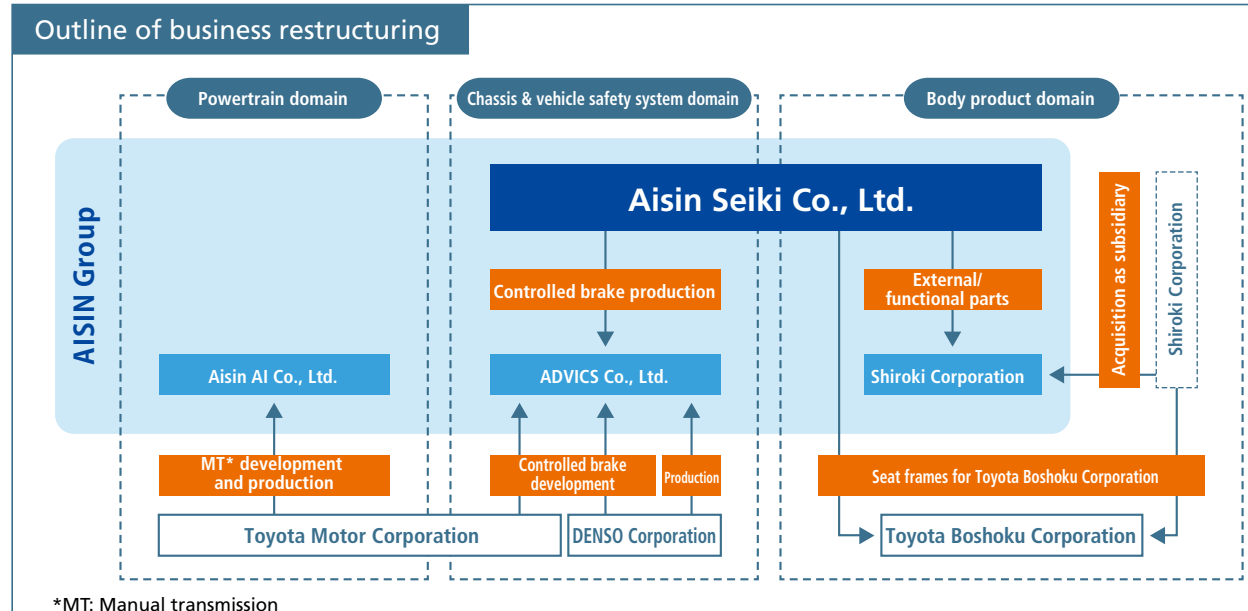 Outline of business restructuring
Powertrain domain
Chassis & vehicle safety system domain
Body product domain
AISIN Group
Aisin Seiki Co., Ltd.
Acquisition as subsidiary
Shiroki Corporation
Controlled brake production
External/
functional parts
Aisin AI Co., Ltd.
ADVICS Co., Ltd.
Shiroki Corporation
MT* development
and production
Controlled brake
development
Production
Seat frames for Toyota Boshoku Corporation
Toyota Motor Corporation
DENSO Corporation
Toyota Boshoku Corporation
*MT: Manual transmission